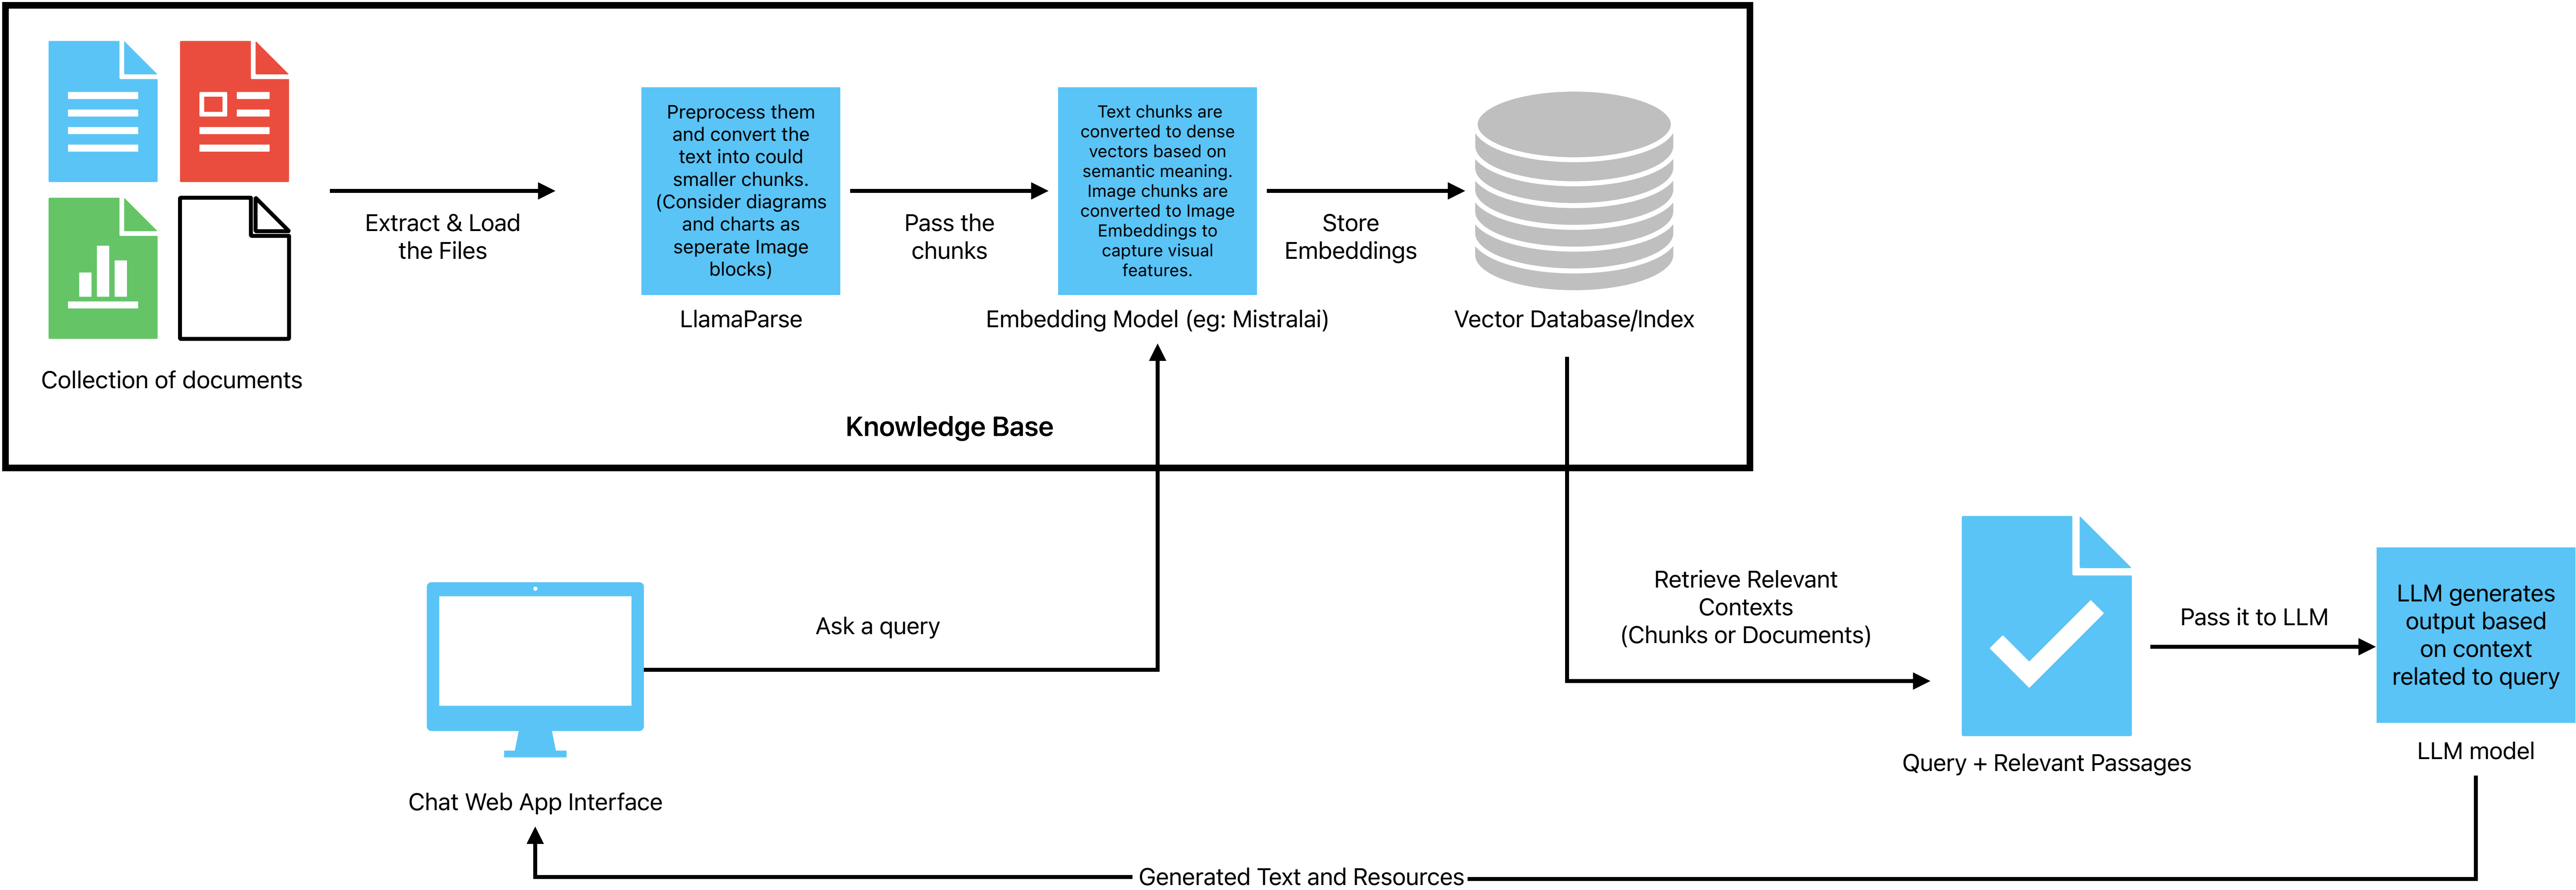 Collection of documents
Extract & Load
the Files
Preprocess them
and convert the
text into could
smaller chunks.
(Consider diagrams
and charts as
seperate Image
blocks)
LlamaParse
Pass the
chunks
Text chunks are
converted to dense
vectors based on
semantic meaning.
Image chunks are
converted to Image
Embeddings to
capture visual
features.
Embedding Model (eg: Mistralai)
Store
Embeddings
Vector Database/Index
Knowledge Base
Chat Web App Interface
Ask a query
Retrieve Relevant
Contexts
(Chunks or Documents)
Query + Relevant Passages
Pass it to LLM
LLM generates
output based
on context
related to query
LLM model
Generated Text and Resources